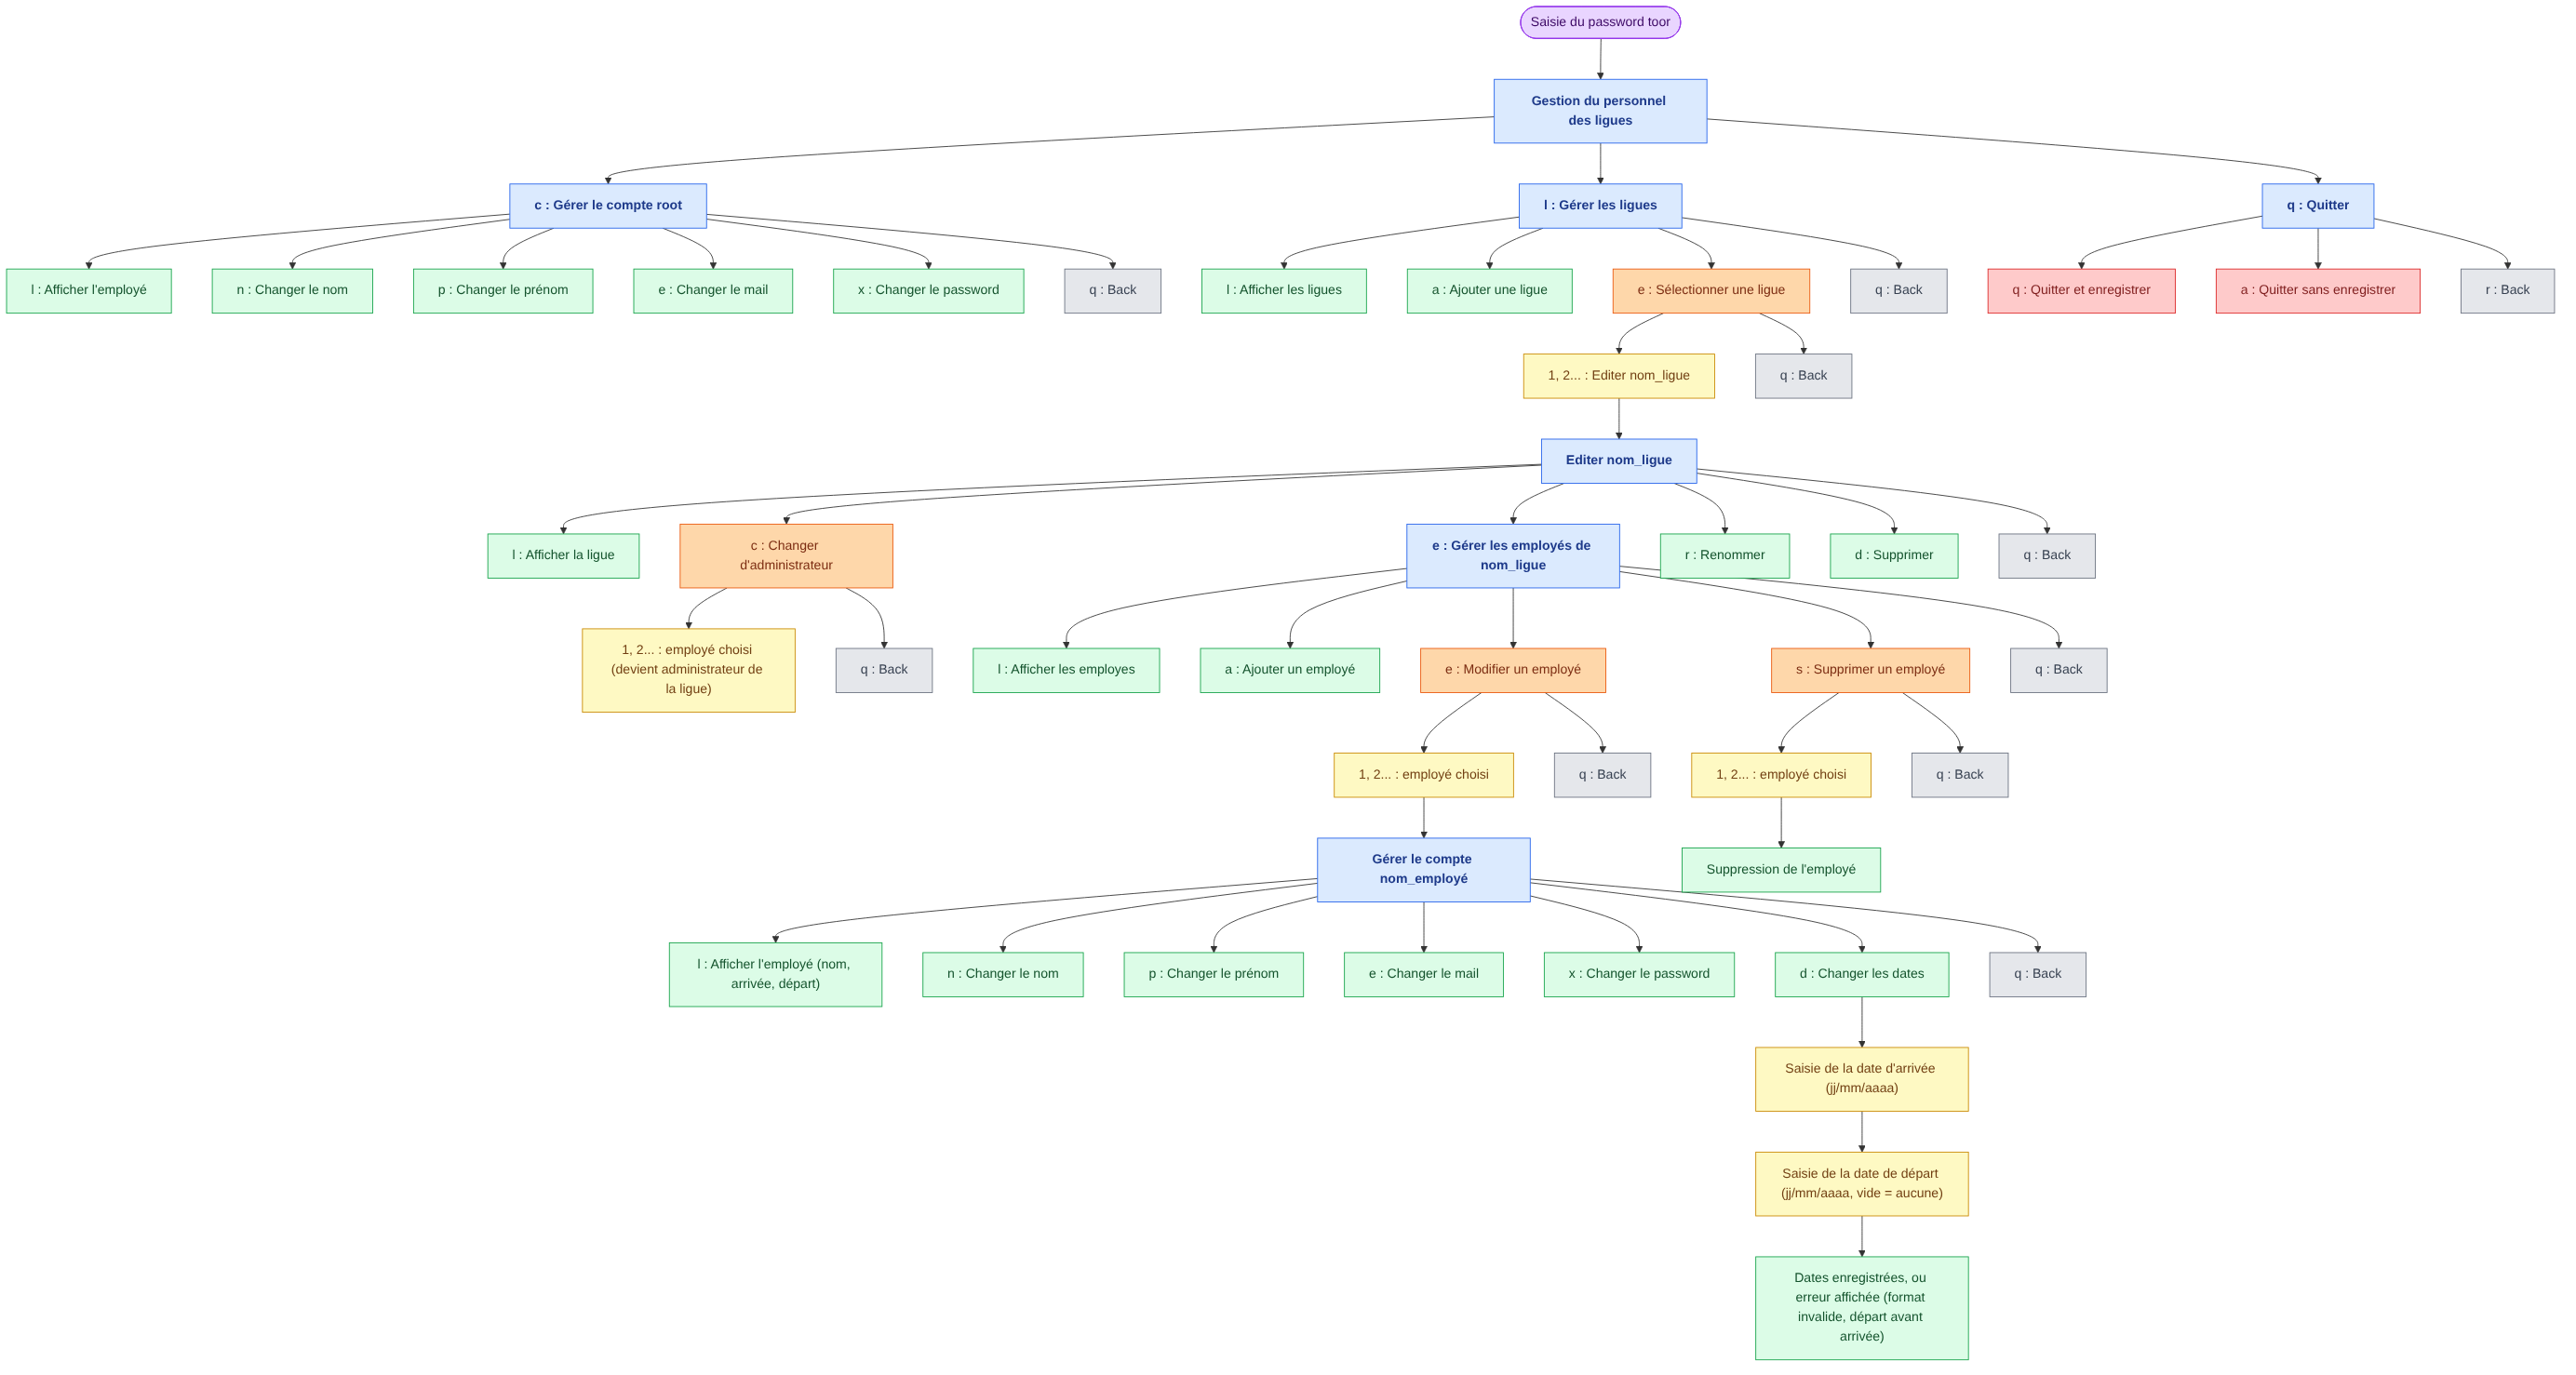 Saisie du password toor
Gestion du personnel
des ligues
c : Gérer le compte root
l : Gérer les ligues
q : Quitter
l : Afficher l'employé
n : Changer le nom
p : Changer le prénom
e : Changer le mail
x : Changer le password
q : Back
l : Afficher les ligues
a : Ajouter une ligue
e : Sélectionner une ligue
q : Back
q : Quitter et enregistrer
a : Quitter sans enregistrer
r : Back
1, 2... : Editer nom_ligue
q : Back
Editer nom_ligue
l : Afficher la ligue
c : Changer
d'administrateur
e : Gérer les employés de
nom_ligue
r : Renommer
d : Supprimer
q : Back
1, 2... : employé choisi
(devient administrateur de
la ligue)
q : Back
l : Afficher les employes
a : Ajouter un employé
e : Modifier un employé
s : Supprimer un employé
q : Back
1, 2... : employé choisi
q : Back
1, 2... : employé choisi
q : Back
Gérer le compte
nom_employé
Suppression de l'employé
l : Afficher l'employé (nom,
arrivée, départ)
n : Changer le nom
p : Changer le prénom
e : Changer le mail
x : Changer le password
d : Changer les dates
q : Back
Saisie de la date d'arrivée
(jj/mm/aaaa)
Saisie de la date de départ
(jj/mm/aaaa, vide = aucune)
Dates enregistrées, ou
erreur affichée (format
invalide, départ avant
arrivée)